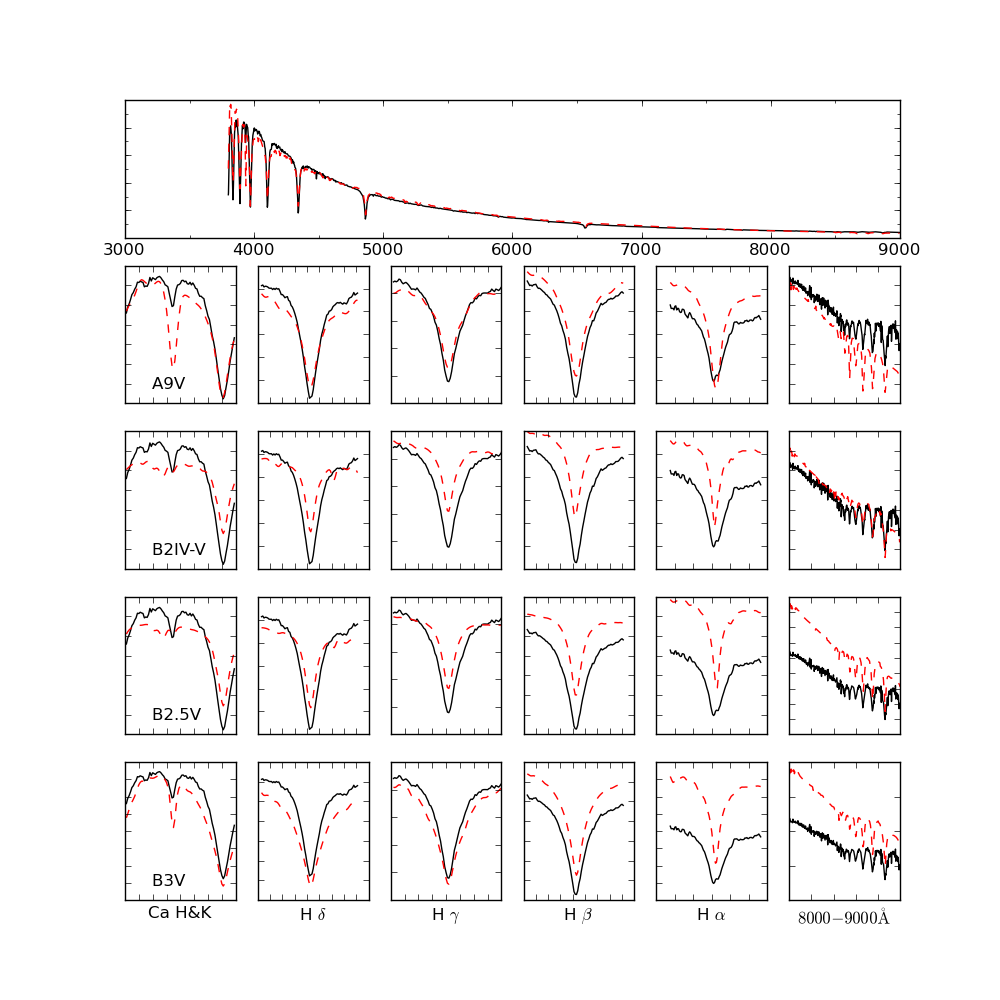 3000 4000 5000 6000 7000 8000 9000
A9V
B2IV-V
B2.5V
B3V
Ca H&K H δ H γ H β H α 8000−9000Å